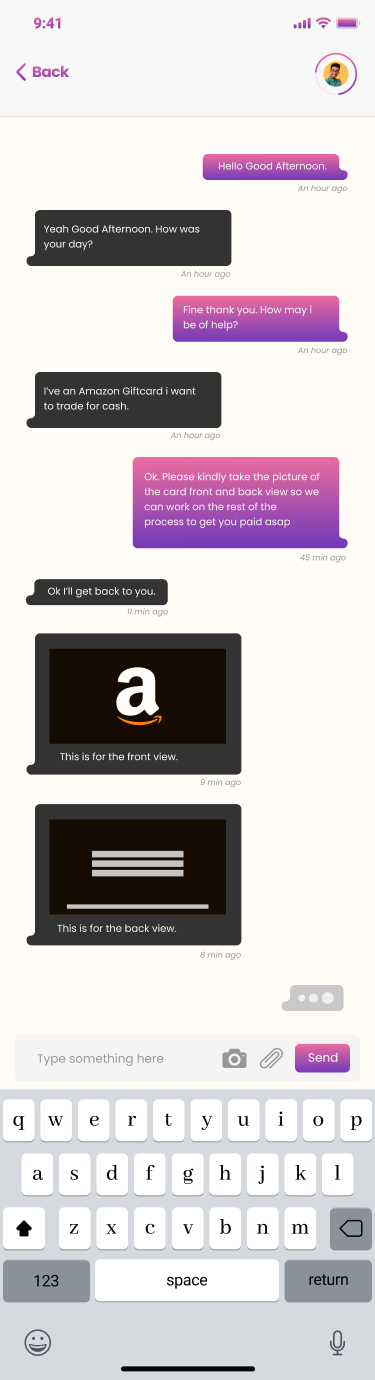 9:41
Back
Hello Good Afternoon.
An hour ago
Yeah Good Afternoon. How was
your day?
An hour ago
Fine thank you. How may i
be of help?
An hour ago
I've an Amazon Giftcard i want
to trade for cash.
An hour ago
Ok. Please kindly take the picture of
the card front and back view so we
can work on the rest of the
process to get you paid asap
45 min ago
Ok I'll get back to you.
11 min ago
a
This is for the front view.
9 min ago
This is for the back view.
8 min ago
Type something here
Send
q w e r t y u i o p
a s d f g h j k l
z x c v b n m
123 space return